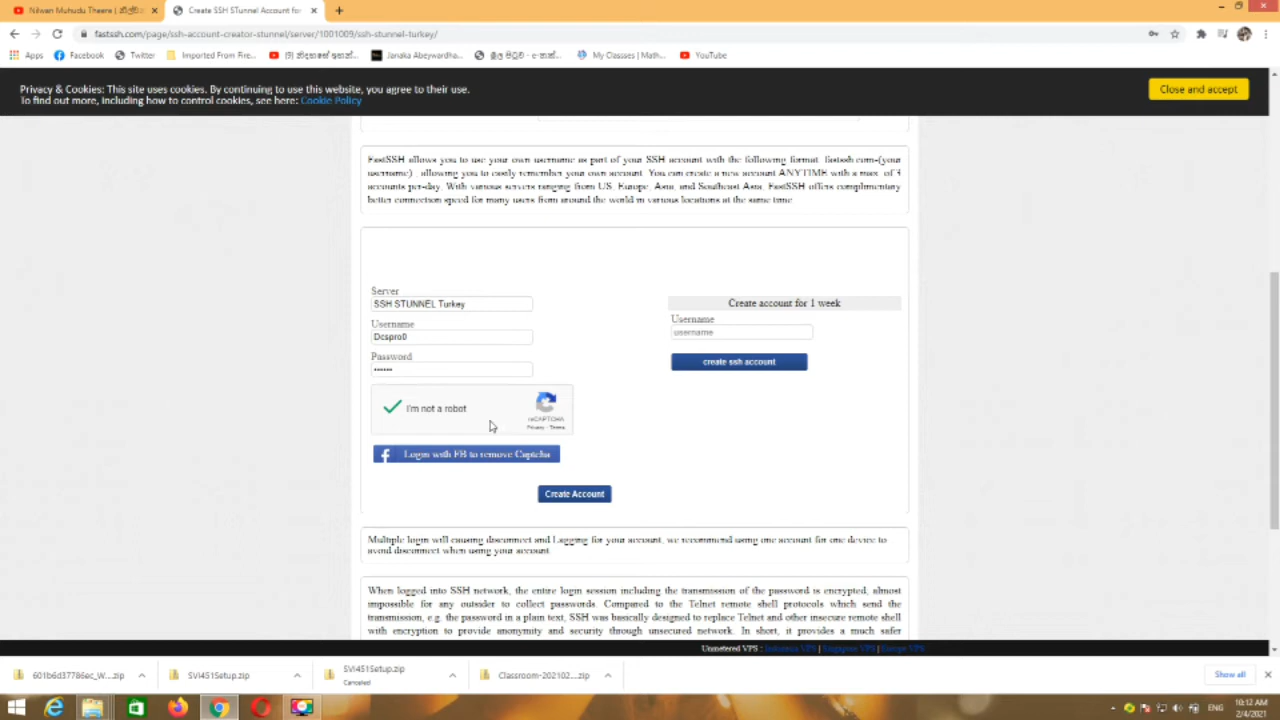 Nilwan Muhudu Theere | නිල්වන්
Create SSH STunnel Account for
fastssh.com/page/ssh-account-creator-stunnel/server/1001009/ssh-stunnel-turkey/
Apps
Facebook
Twitter
Imported From Fire...
Janaka Abeywardha...
My Classses | Math...
YouTube
Privacy & Cookies: This site uses cookies. By continuing to use this website, you agree to their use.
To find out more, including how to control cookies, see here: Cookie Policy
Close and accept
FastSSH allows you to use your own username as part of your SSH account with the following format. fastssh.com-(your
username) , allowing you to easily remember your own account. You can create a new account ANYTIME with a max. of 3
accounts per-day. With various servers ranging from US, Europe, Asia, and Southeast Asia, FastSSH offers complimentary
better connection speed for many users from around the world in various locations at the same time.
Server
SSH STUNNEL Turkey
Username
Dcspro0
Password
•••••••
I'm not a robot
reCAPTCHA
Privacy - Terms
Login with FB to remove Captcha
Create Account
Create account for 1 week
Username
username
create ssh account
Multiple login will causing disconnect and Lagging for your account, we recommend using one account for one device to
avoid disconnect when using your account
When logged into SSH network, the entire login session including the transmission of the password is encrypted, almost
impossible for any outsider to collect passwords. Compared to the Telnet remote shell protocols which send the
transmission, e.g. the password in a plain text, SSH was basically designed to replace Telnet and other insecure remote shell
with encryption to provide anonymity and security through unsecured network. In short, it provides a much safer
Unmetered VPS : Indonesia VPS | Singapore VPS | Europe VPS
601b6d37786ec_W....zip
SVI451Setup.zip
SVI451Setup.zip
Canceled
Classroom-202102....zip
Show all
ENG
10:12 AM
2/4/2021